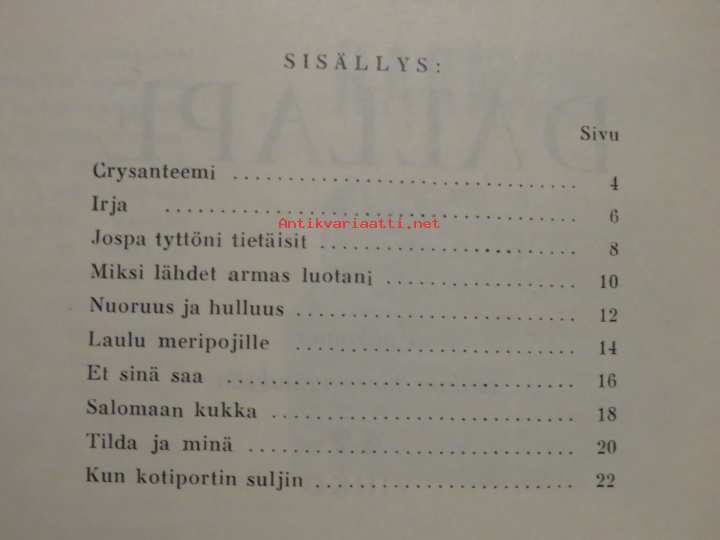 SISÄLLYS:
Sivu
Crysanteemi .............................. 4
Irja .................................... 6
Antikvariaatti.net
Jospa tyttöni tietäisit ....................... 8
Miksi lähdet armas luotani .................. 10
Nuoruus ja hulluus ......................... 12
Laulu meripojille ......................... 14
Et sinä saa ............................... 16
Salomaan kukka ........................... 18
Tilda ja minä ............................. 20
Kun kotiportin suljin ........................ 22
DALLAPE